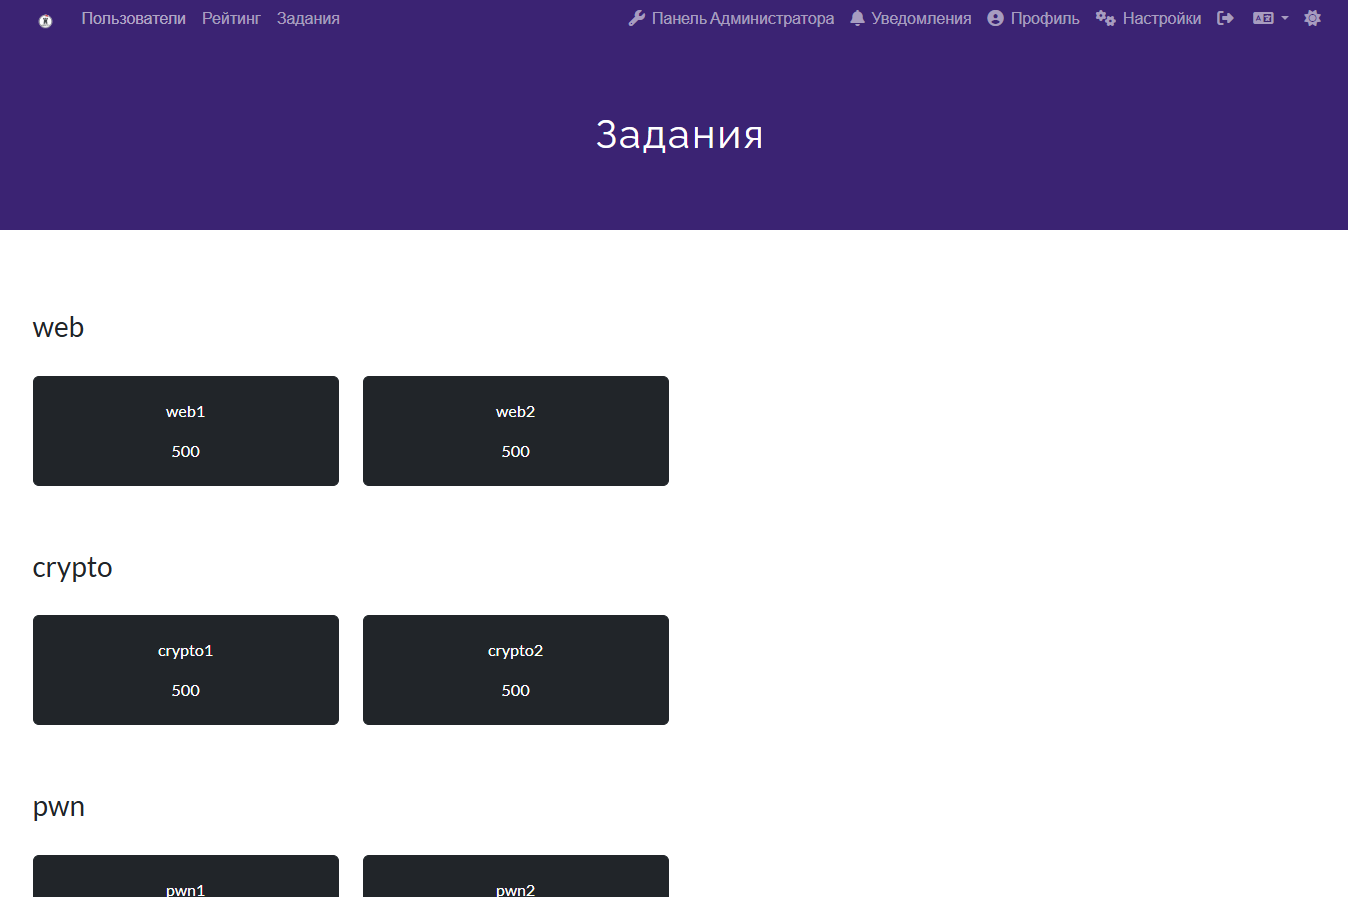 Пользователи Рейтинг Задания Панель Администратора Уведомления Профиль Настройки
Задания
web
web1 web2
500 500
crypto
crypto1 crypto2
500 500
pwn
pwn1 pwn2